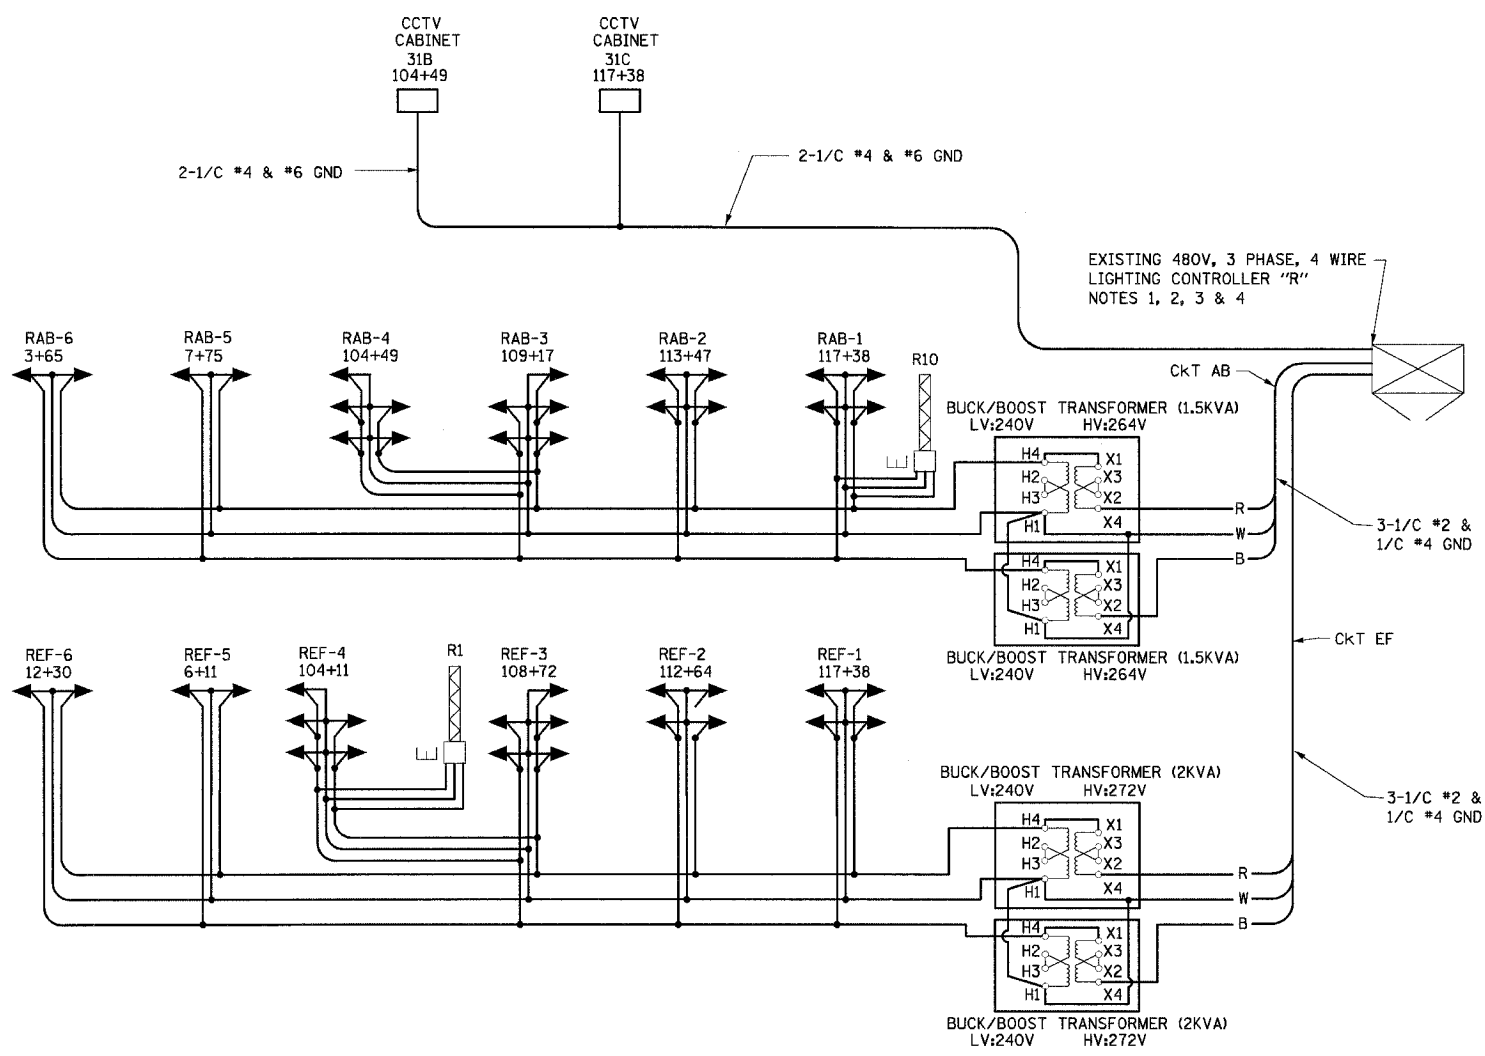 CCTV
CABINET
31B
104+49
CCTV
CABINET
31C
117+38
2-1/C #4 & #6 GND
2-1/C #4 & #6 GND
EXISTING 480V, 3 PHASE, 4 WIRE
LIGHTING CONTROLLER "R"
NOTES 1, 2, 3 & 4
RAB-6
3+65
RAB-5
7+75
RAB-4
104+49
RAB-3
109+17
RAB-2
113+47
RAB-1
117+38
R10
E
CKT AB
BUCK/BOOST TRANSFORMER (1.5KVA)
LV:240V HV:264V
H4 X1
H2 X3
H3 X2
H1 X4
R
W
B
3-1/C #2 &
1/C #4 GND
H4 X1
H2 X3
H3 X2
H1 X4
BUCK/BOOST TRANSFORMER (1.5KVA)
LV:240V HV:264V
CKT EF
REF-6
12+30
REF-5
6+11
REF-4
104+11
R1
E
REF-3
108+72
REF-2
112+64
REF-1
117+38
BUCK/BOOST TRANSFORMER (2KVA)
LV:240V HV:272V
3-1/C #2 &
1/C #4 GND
H4 X1
H2 X3
H3 X2
H1 X4
R
W
B
H4 X1
H2 X3
H3 X2
H1 X4
BUCK/BOOST TRANSFORMER (2KVA)
LV:240V HV:272V